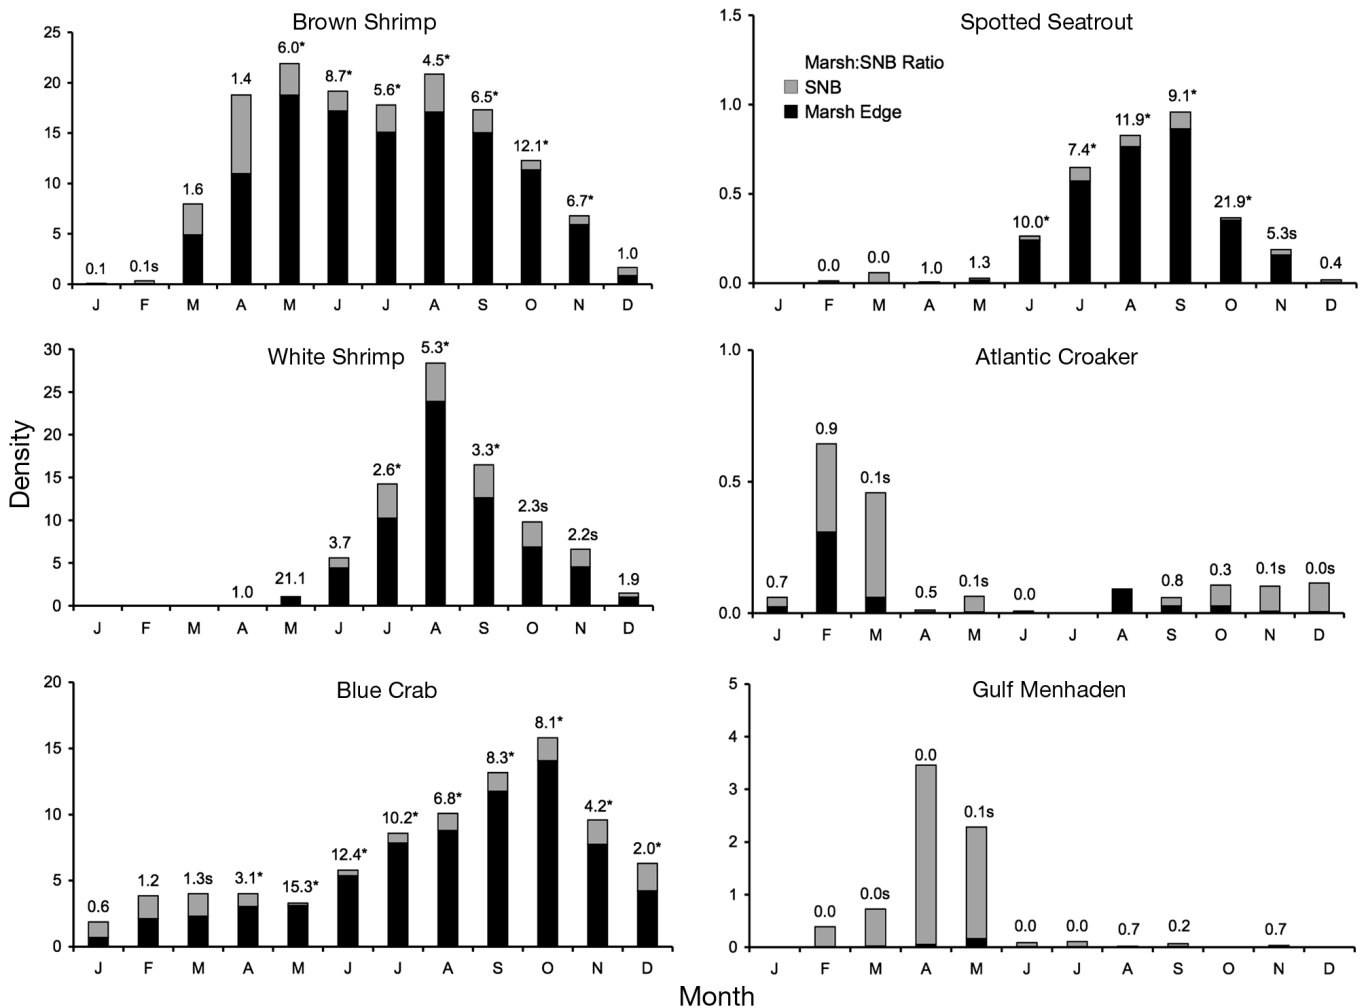 Brown Shrimp
25
20
15
10
5
0
0.1 0.1s 1.6 1.4 6.0* 8.7* 5.6* 4.5* 6.5* 12.1* 6.7* 1.0
J F M A M J J A S O N D
Spotted Seatrout
Marsh:SNB Ratio
SNB
Marsh Edge
1.5
1.0
0.5
0.0
0.0 0.0 1.0 1.3 10.0* 7.4* 11.9* 9.1* 21.9* 5.3s 0.4
J F M A M J J A S O N D
White Shrimp
30
25
20
15
10
5
0
1.0 21.1 3.7 2.6* 5.3* 3.3* 2.3s 2.2s 1.9
J F M A M J J A S O N D
Density
Atlantic Croaker
1.0
0.5
0.0
0.7 0.9 0.1s 0.5 0.1s 0.0 0.8 0.3 0.1s 0.0s
J F M A M J J A S O N D
Blue Crab
20
15
10
5
0
0.6 1.2 1.3s 3.1* 15.3* 12.4* 10.2* 6.8* 8.3* 8.1* 4.2* 2.0*
J F M A M J J A S O N D
Gulf Menhaden
5
4
3
2
1
0
0.0 0.0s 0.0 0.1s 0.0 0.0 0.7 0.2 0.7
J F M A M J J A S O N D
Month